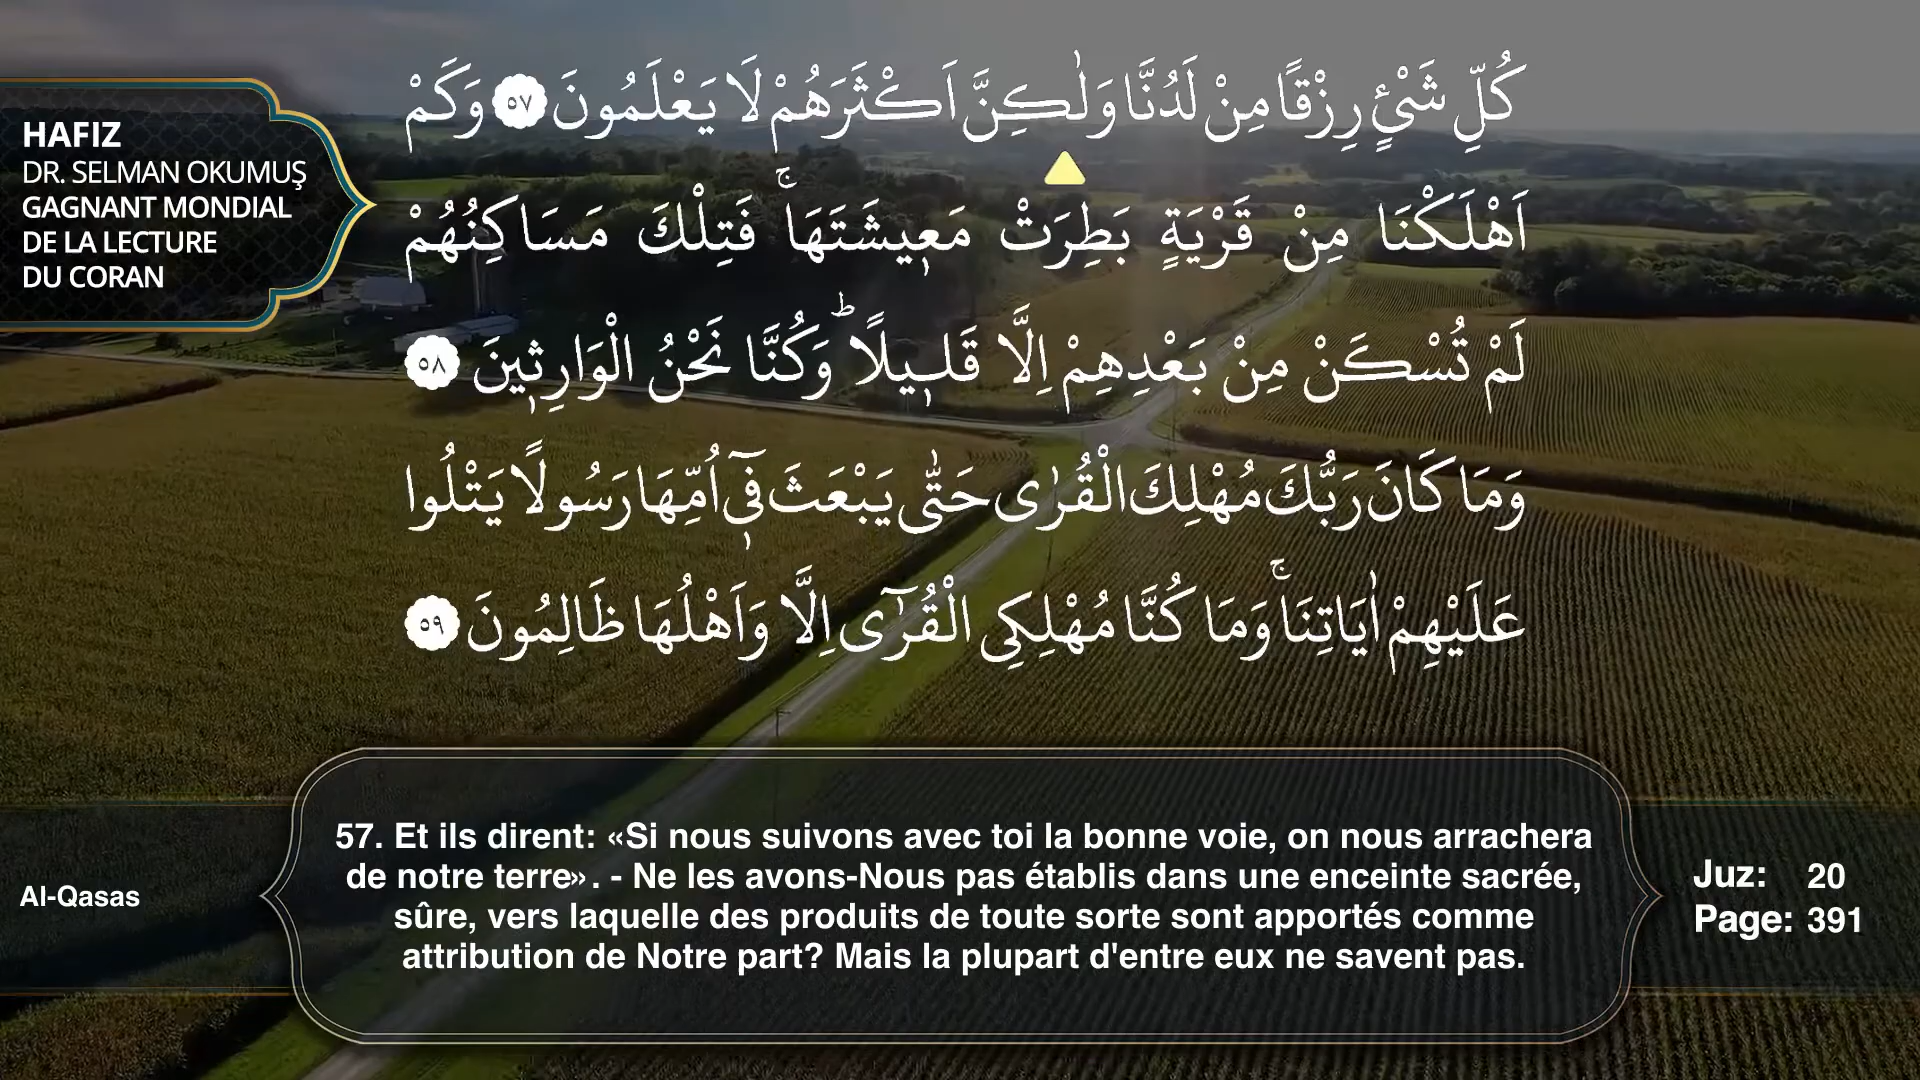 HAFIZ
DR. SELMAN OKUMUŞ
GAGNANT MONDIAL
DE LA LECTURE
DU CORAN
كُلِّ شَيْءٍ رِزْقًا مِنْ لَدُنَّا وَلٰكِنَّ اَكْثَرَهُمْ لَا يَعْلَمُونَ ٥٧ وَكَمْ
اَهْلَكْنَا مِنْ قَرْيَةٍ بَطِرَتْ مَعٖيشَتَهَاۚ فَتِلْكَ مَسَاكِنُهُمْ
لَمْ تُسْكَنْ مِنْ بَعْدِهِمْ اِلَّا قَلٖيلًاؕ وَكُنَّا نَحْنُ الْوَارِثٖينَ ٥٨
وَمَا كَانَ رَبُّكَ مُهْلِكَ الْقُرٰى حَتّٰى يَبْعَثَ فٖٓي اُمِّهَا رَسُولًا يَتْلُوا
عَلَيْهِمْ اٰيَاتِنَاۚ وَمَا كُنَّا مُهْلِكِي الْقُرٰٓى اِلَّا وَاَهْلُهَا ظَالِمُونَ ٥٩
57. Et ils dirent: «Si nous suivons avec toi la bonne voie, on nous arrachera
de notre terre». - Ne les avons-Nous pas établis dans une enceinte sacrée,
sûre, vers laquelle des produits de toute sorte sont apportés comme
attribution de Notre part? Mais la plupart d'entre eux ne savent pas.
Al-Qasas
Juz: 20
Page: 391